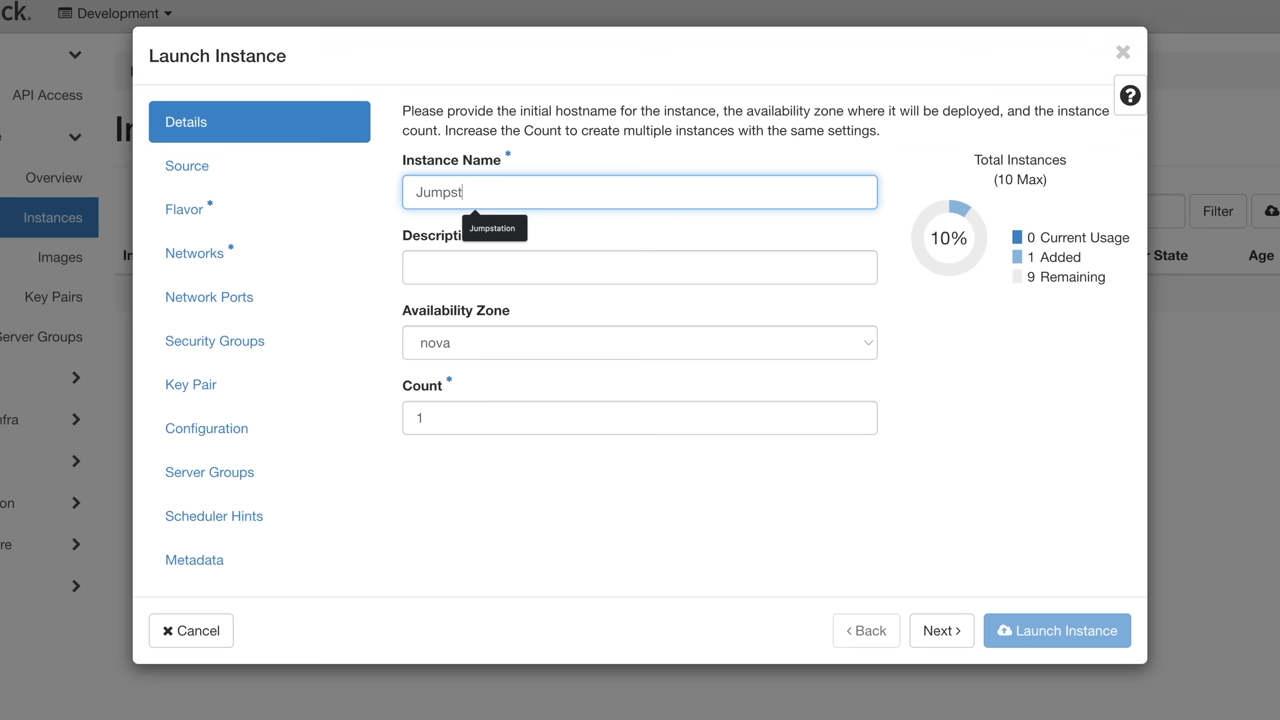 ck.
Development
API Access
e
Overview
Instances
Images
Key Pairs
Server Groups
nfra
on
re
In
Filter
In
r State
Age
Launch Instance
Details
Source
Flavor *
Networks *
Network Ports
Security Groups
Key Pair
Configuration
Server Groups
Scheduler Hints
Metadata
Please provide the initial hostname for the instance, the availability zone where it will be deployed, and the instance
count. Increase the Count to create multiple instances with the same settings.
Instance Name *
Jumpst
Jumpstation
Descripti
Availability Zone
nova
Count *
1
Total Instances
(10 Max)
10%
0 Current Usage
1 Added
9 Remaining
Cancel
Back
Next
Launch Instance